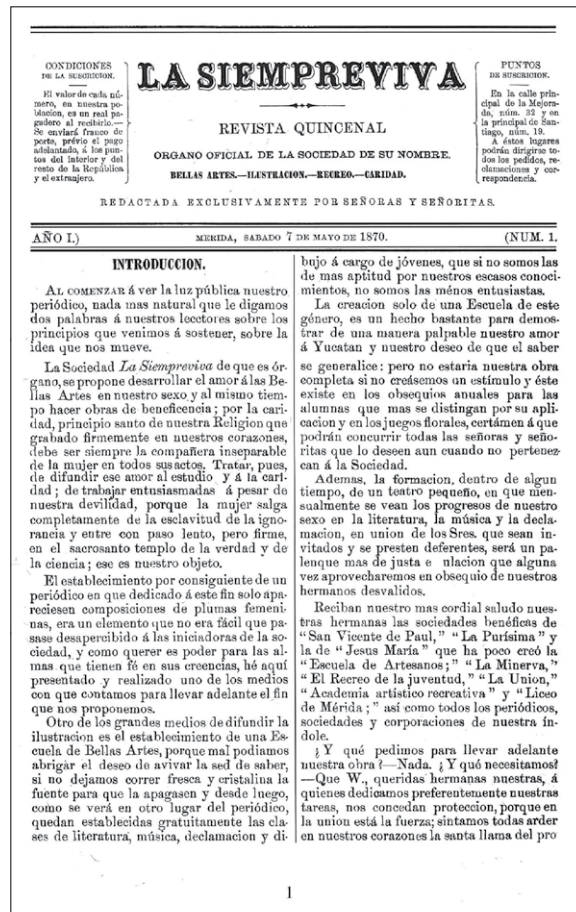 CONDICIONES
DE LA SUSCRICION.
El valor de cada nú-
mero, en nuestra po-
blacion, es un real pa-
gadero al recibirlo.—
Se enviará franco de
porte, prévio el pago
adelantado, á los pun-
tos del interior y del
resto de la República
y el extranjero.
LA SIEMPREVIVA
REVISTA QUINCENAL
ORGANO OFICIAL DE LA SOCIEDAD DE SU NOMBRE.
BELLAS ARTES.—ILUSTRACION.—RECREO.—CARIDAD.
PUNTOS
DE SUSCRICION.
En la calle prin-
cipal de la Mejora-
da, núm. 32 y en
la principal de San-
tiago, núm. 19.
A éstos lugares
podrán dirigirse to-
dos los pedidos, re-
clamaciones y cor-
respondencia.
REDACTADA EXCLUSIVAMENTE POR SEÑORAS Y SEÑORITAS.
AÑO I.)
MERIDA, SABADO 7 DE MAYO DE 1870.
(NUM. 1.
INTRODUCCION.
AL COMENZAR á ver la luz pública nuestro
periódico, nada mas natural que le digamos
dos palabras á nuestros lecctores sobre los
principios que venimos á sostener, sobre la
idea que nos mueve.
La Sociedad La Siempreviva de que es ór-
gano, se propone desarrollar el amor á las Be-
llas Artes en nuestro sexo y al mismo tiem-
po hacer obras de beneficencia; por la cari-
dad, principio santo de nuestra Religion que
grabado firmemente en nuestros corazones,
debe ser siempre la compañera inseparable
de la mujer en todos sus actos. Tratar, pues,
de difundir ese amor al estudio y á la cari-
dad; de trabajar entusiasmadas á pesar de
nuestra devilidad, porque la mujer salga
completamente de la esclavitud de la igno-
rancia y entre con paso lento, pero firme,
en el sacrosanto templo de la verdad y de
la ciencia; ese es nuestro objeto.
El establecimiento por consiguiente de un
periódico en que dedicado á este fin solo apa-
reciesen composiciones de plumas femeni-
nas, era un elemento que no era fácil que pa-
sase desapercibido á las iniciadoras de la so-
ciedad, y como querer es poder para las al-
mas que tienen fé en sus creencias, hé aquí
presentado y realizado uno de los medios
con que contamos para llevar adelante el fin
que nos proponemos.
Otro de los grandes medios de difundir la
ilustracion es el establecimiento de una Es-
cuela de Bellas Artes, porque mal podiamos
abrigar el deseo de avivar la sed de saber,
si no dejamos correr fresca y cristalina la
fuente para que la apagasen y desde luego,
como se verá en otro lugar del periódico,
quedan establecidas gratuitamente las cla-
ses de literatura, música, declamacion y di-
bujo á cargo de jóvenes, que si no somos las
de mas aptitud por nuestros escasos conoci-
mientos, no somos las ménos entusiastas.
La creacion solo de una Escuela de este
género, es un hecho bastante para demos-
trar de una manera palpable nuestro amor
á Yucatan y nuestro deseo de que el saber
se generalice: pero no estaria nuestra obra
completa si no creásemos un estímulo y éste
existe en los obsequios anuales para las
alumnas que mas se distingan por su apli-
cacion y en los juegos florales, certámen á que
podrán concurrir todas las señoras y seño-
ritas que lo deseen aun cuando no pertenez-
can á la Sociedad.
Ademas, la formacion, dentro de algun
tiempo, de un teatro pequeño, en que men-
sualmente se vean los progresos de nuestro
sexo en la literatura, la música y la decla-
macion, en union de los Sres. que sean in-
vitados y se presten deferentes, será un pa-
lenque mas de justa e ulacion que alguna
vez aprovecharemos en obsequio de nuestros
hermanos desvalidos.
Reciban nuestro mas cordial saludo nues-
tras hermanas las sociedades benéficas de
“San Vicente de Paul,” “La Purísima” y
la de “Jesus María” que ha poco creó la
“Escuela de Artesanos;” “La Minerva,”
“El Recreo de la juventud,” “La Union,”
“Academia artístico recreativa” y “Liceo
de Mérida;” así como todos los periódicos,
sociedades y corporaciones de nuestra ín-
dole.
¿Y qué pedimos para llevar adelante
nuestra obra?—Nada. ¿Y qué necesitamos?
—Que W., queridas hermanas nuestras, á
quienes dedicamos preferentemente nuestras
tareas, nos concedan proteccion, porque en
la union está la fuerza; sintamos todas arder
en nuestros corazones la santa llama del pro
1